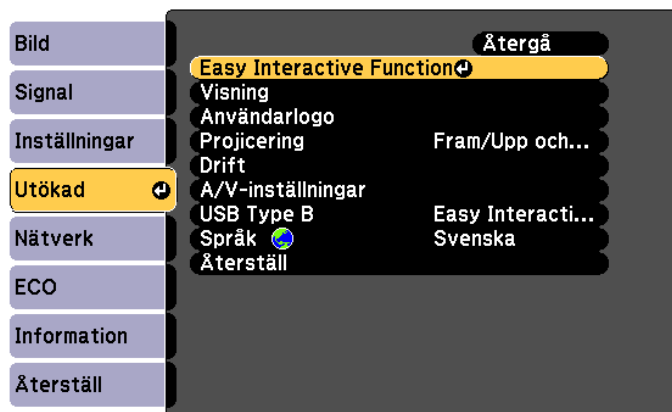 Bild
Signal
Inställningar
Utökad
Nätverk
ECO
Information
Återställ
Återgå
Easy Interactive Function
Visning
Användarlogo
Projicering Fram/Upp och...
Drift
A/V-inställningar
USB Type B Easy Interacti...
Språk Svenska
Återställ